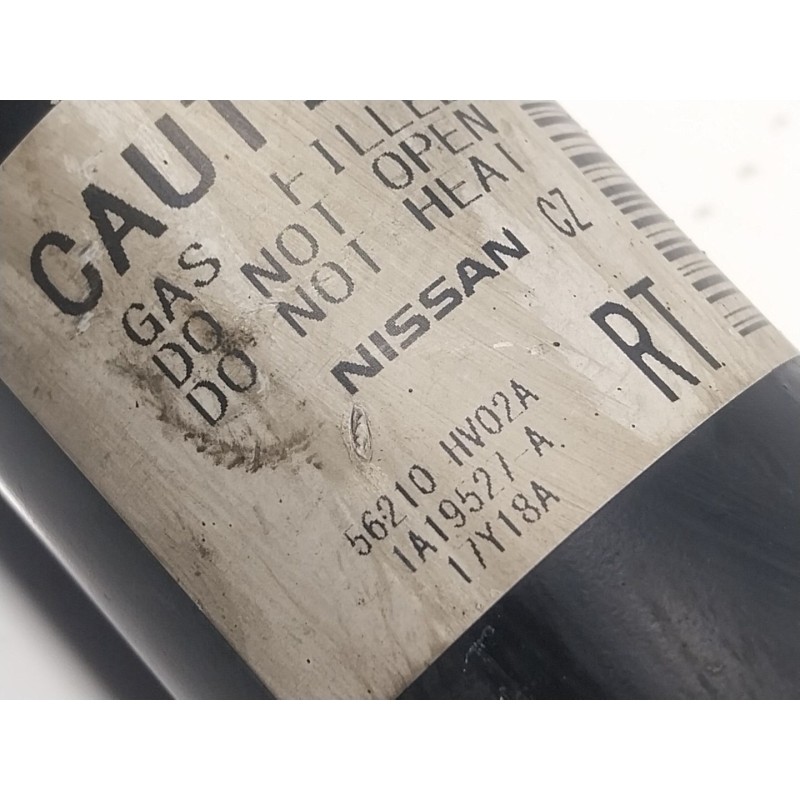 CAUT
GAS FILLE
DO NOT OPEN
DO NOT HEAT
NISSAN CZ
RT
56210 HV02A
1A19527-A.
17Y18A